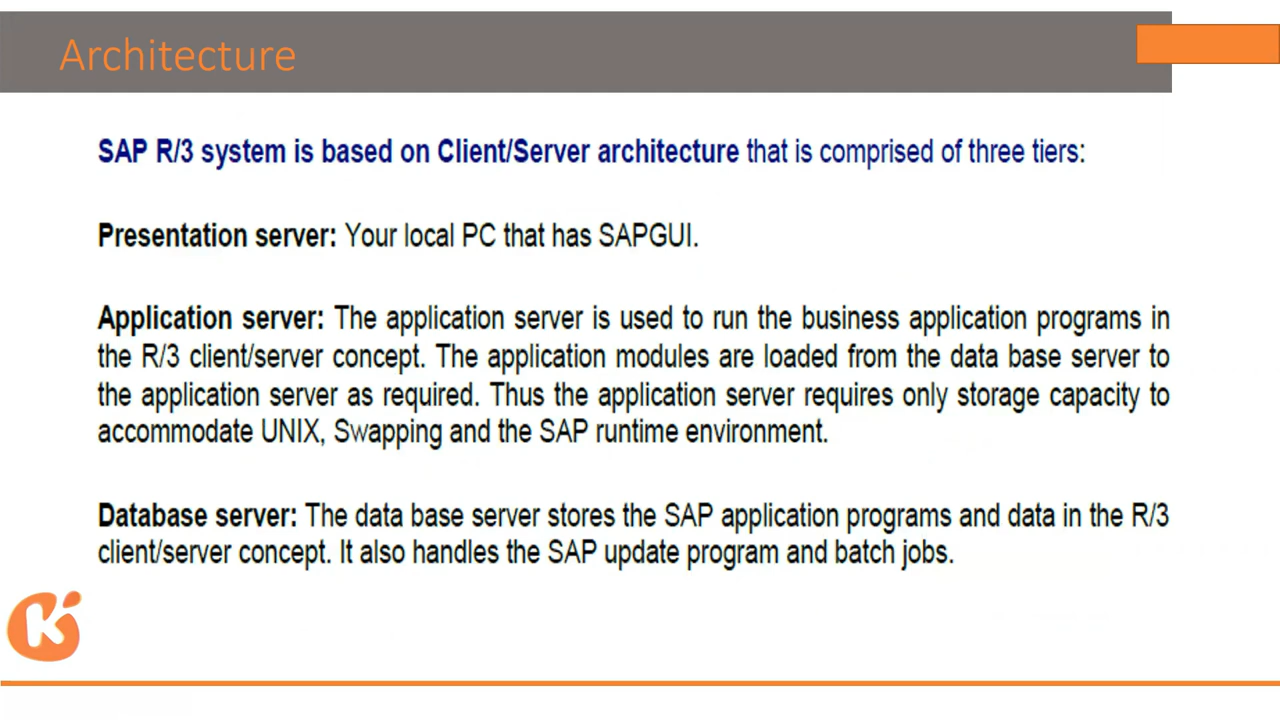 Architecture
SAP R/3 system is based on Client/Server architecture that is comprised of three tiers:
Presentation server: Your local PC that has SAPGUI.
Application server: The application server is used to run the business application programs in
the R/3 client/server concept. The application modules are loaded from the data base server to
the application server as required. Thus the application server requires only storage capacity to
accommodate UNIX, Swapping and the SAP runtime environment.
Database server: The data base server stores the SAP application programs and data in the R/3
client/server concept. It also handles the SAP update program and batch jobs.
K